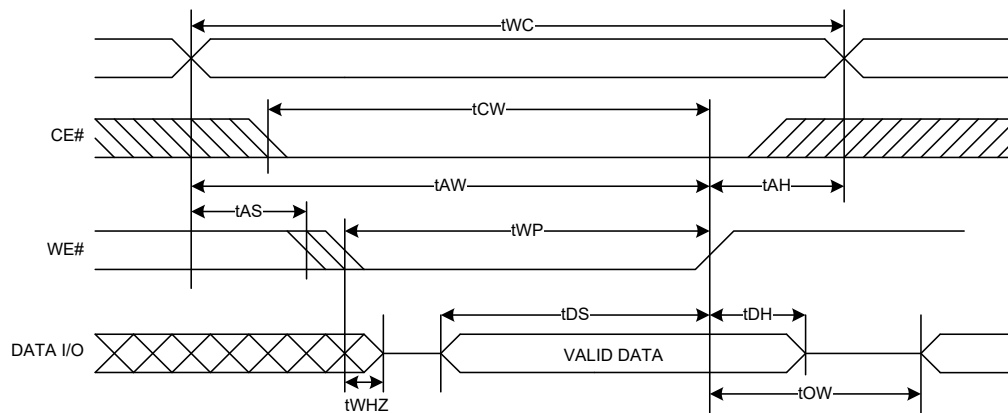 tWC
tCW
CE#
tAW
tAH
tAS
tWP
WE#
tDS
tDH
DATA I/O
VALID DATA
tWHZ
tOW